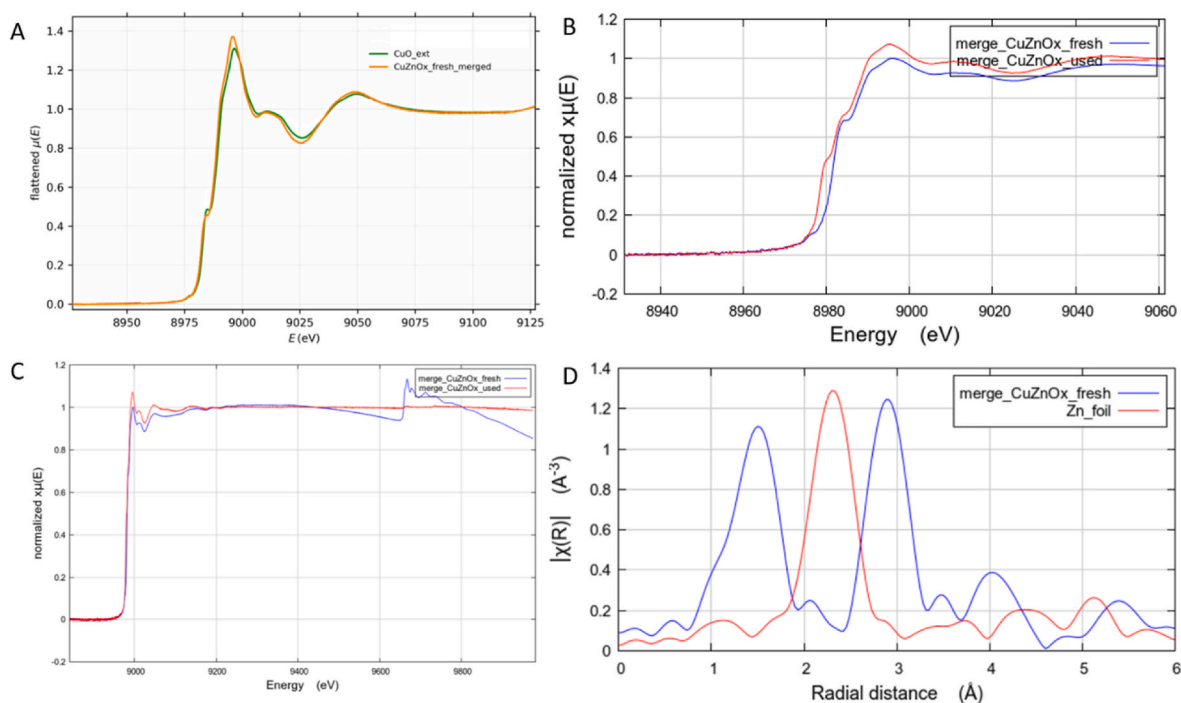 A
flattened μ(E)
1.4
1.2
1.0
0.8
0.6
0.4
0.2
0.0
CuO_ext
CuZnOx_fresh_merged
8950 8975 9000 9025 9050 9075 9100 9127
E (eV)
B
normalized xμ(E)
1.2
1
0.8
0.6
0.4
0.2
0
-0.2
merge_CuZnOx_fresh
merge_CuZnOx_used
8940 8960 8980 9000 9020 9040 9060
Energy (eV)
C
normalized xμ(E)
1.2
1
0.8
0.6
0.4
0.2
0
-0.2
merge_CuZnOx_fresh
merge_CuZnOx_used
9000 9200 9400 9600 9800
Energy (eV)
D
|χ(R)| (A-3)
1.4
1.2
1
0.8
0.6
0.4
0.2
0
merge_CuZnOx_fresh
Zn_foil
0 1 2 3 4 5 6
Radial distance (Å)